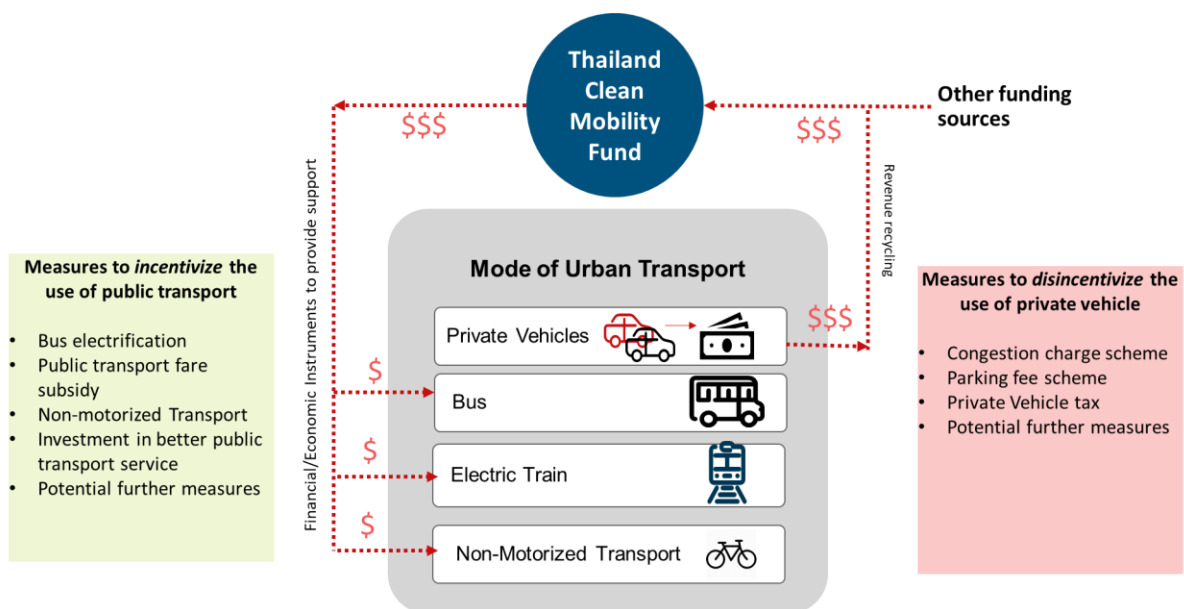 Thailand
Clean
Mobility
Fund
Other funding
sources
$$$
$$$
Financial/Economic Instruments to provide support
Revenue recycling
Measures to incentivize the
use of public transport
• Bus electrification
• Public transport fare
subsidy
• Non-motorized Transport
• Investment in better public
transport service
• Potential further measures
Mode of Urban Transport
Private Vehicles
$$$
$
Bus
$
Electric Train
$
Non-Motorized Transport
Measures to disincentivize the
use of private vehicle
• Congestion charge scheme
• Parking fee scheme
• Private Vehicle tax
• Potential further measures